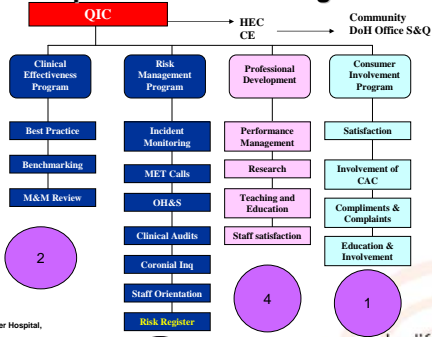 QIC
HEC
CE
Community
DoH Office S&Q
Clinical
Effectiveness
Program
Risk
Management
Program
Professional
Development
Consumer
Involvement
Program
Best Practice
Benchmarking
M&M Review
2
Incident
Monitoring
MET Calls
OH&S
Clinical Audits
Coronial Inq
Staff Orientation
Risk Register
Performance
Management
Research
Teaching and
Education
Staff satisfaction
4
Satisfaction
Involvement of
CAC
Compliments &
Complaints
Education &
Involvement
1
er Hospital,